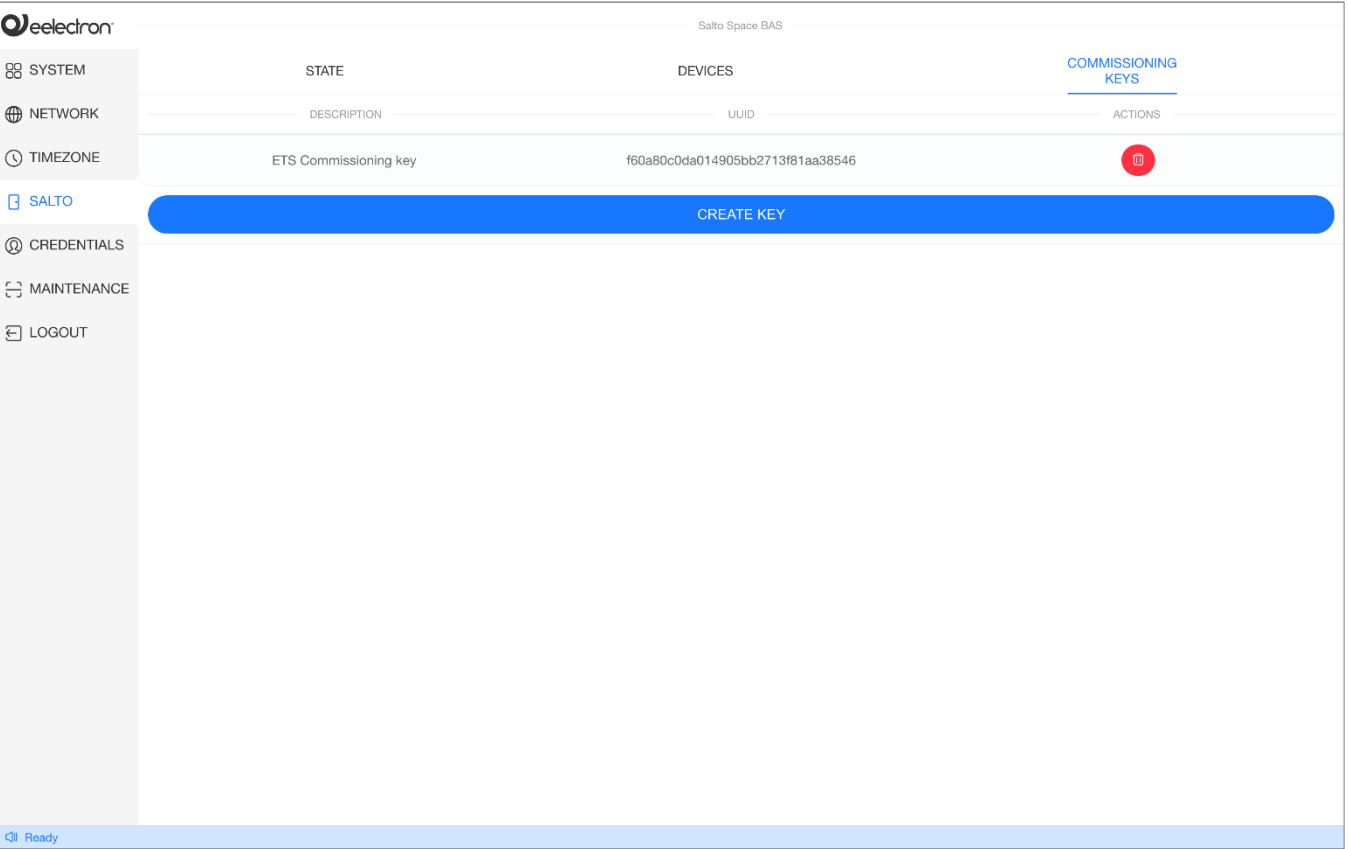 eelectron
Salto Space BAS
SYSTEM
NETWORK
TIMEZONE
SALTO
CREDENTIALS
MAINTENANCE
LOGOUT
STATE
DEVICES
COMMISSIONING
KEYS
DESCRIPTION
UUID
ACTIONS
ETS Commissioning key
f60a80c0da014905bb2713f81aa38546
CREATE KEY
Ready